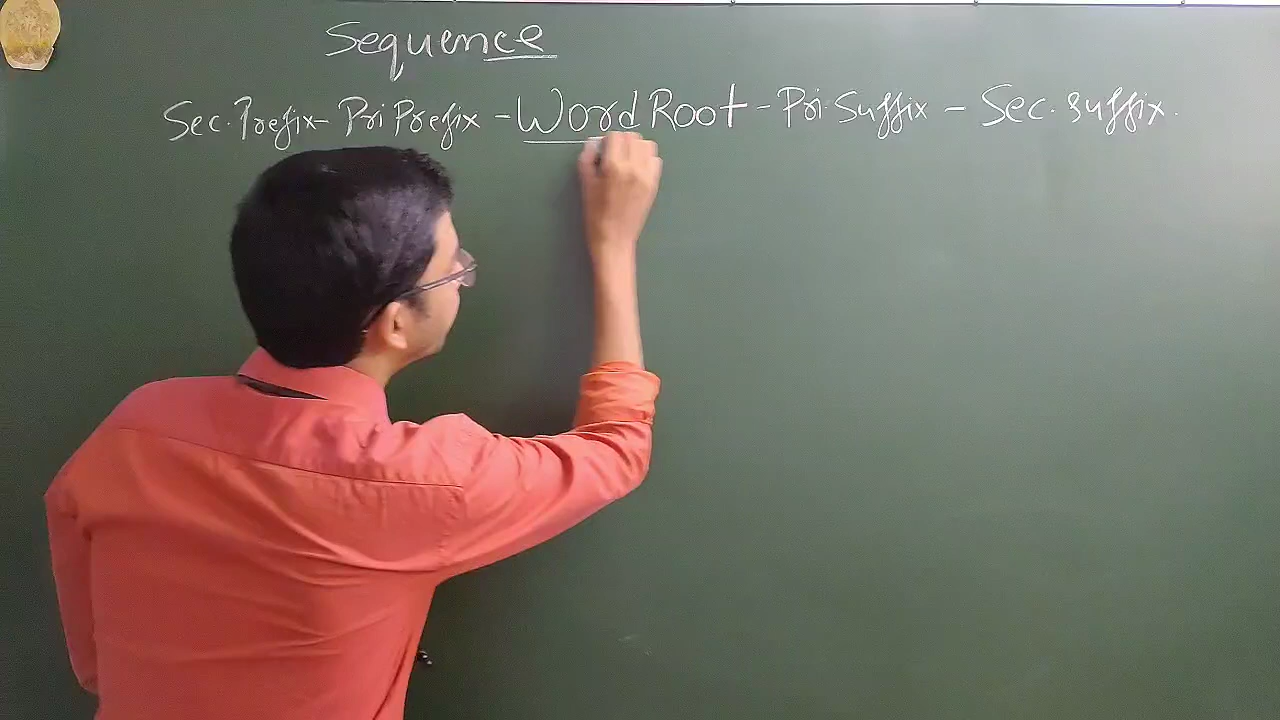 Sequence
Sec. Prefix - Pri Prefix - Word Root - Pri. Suffix - Sec. suffix.